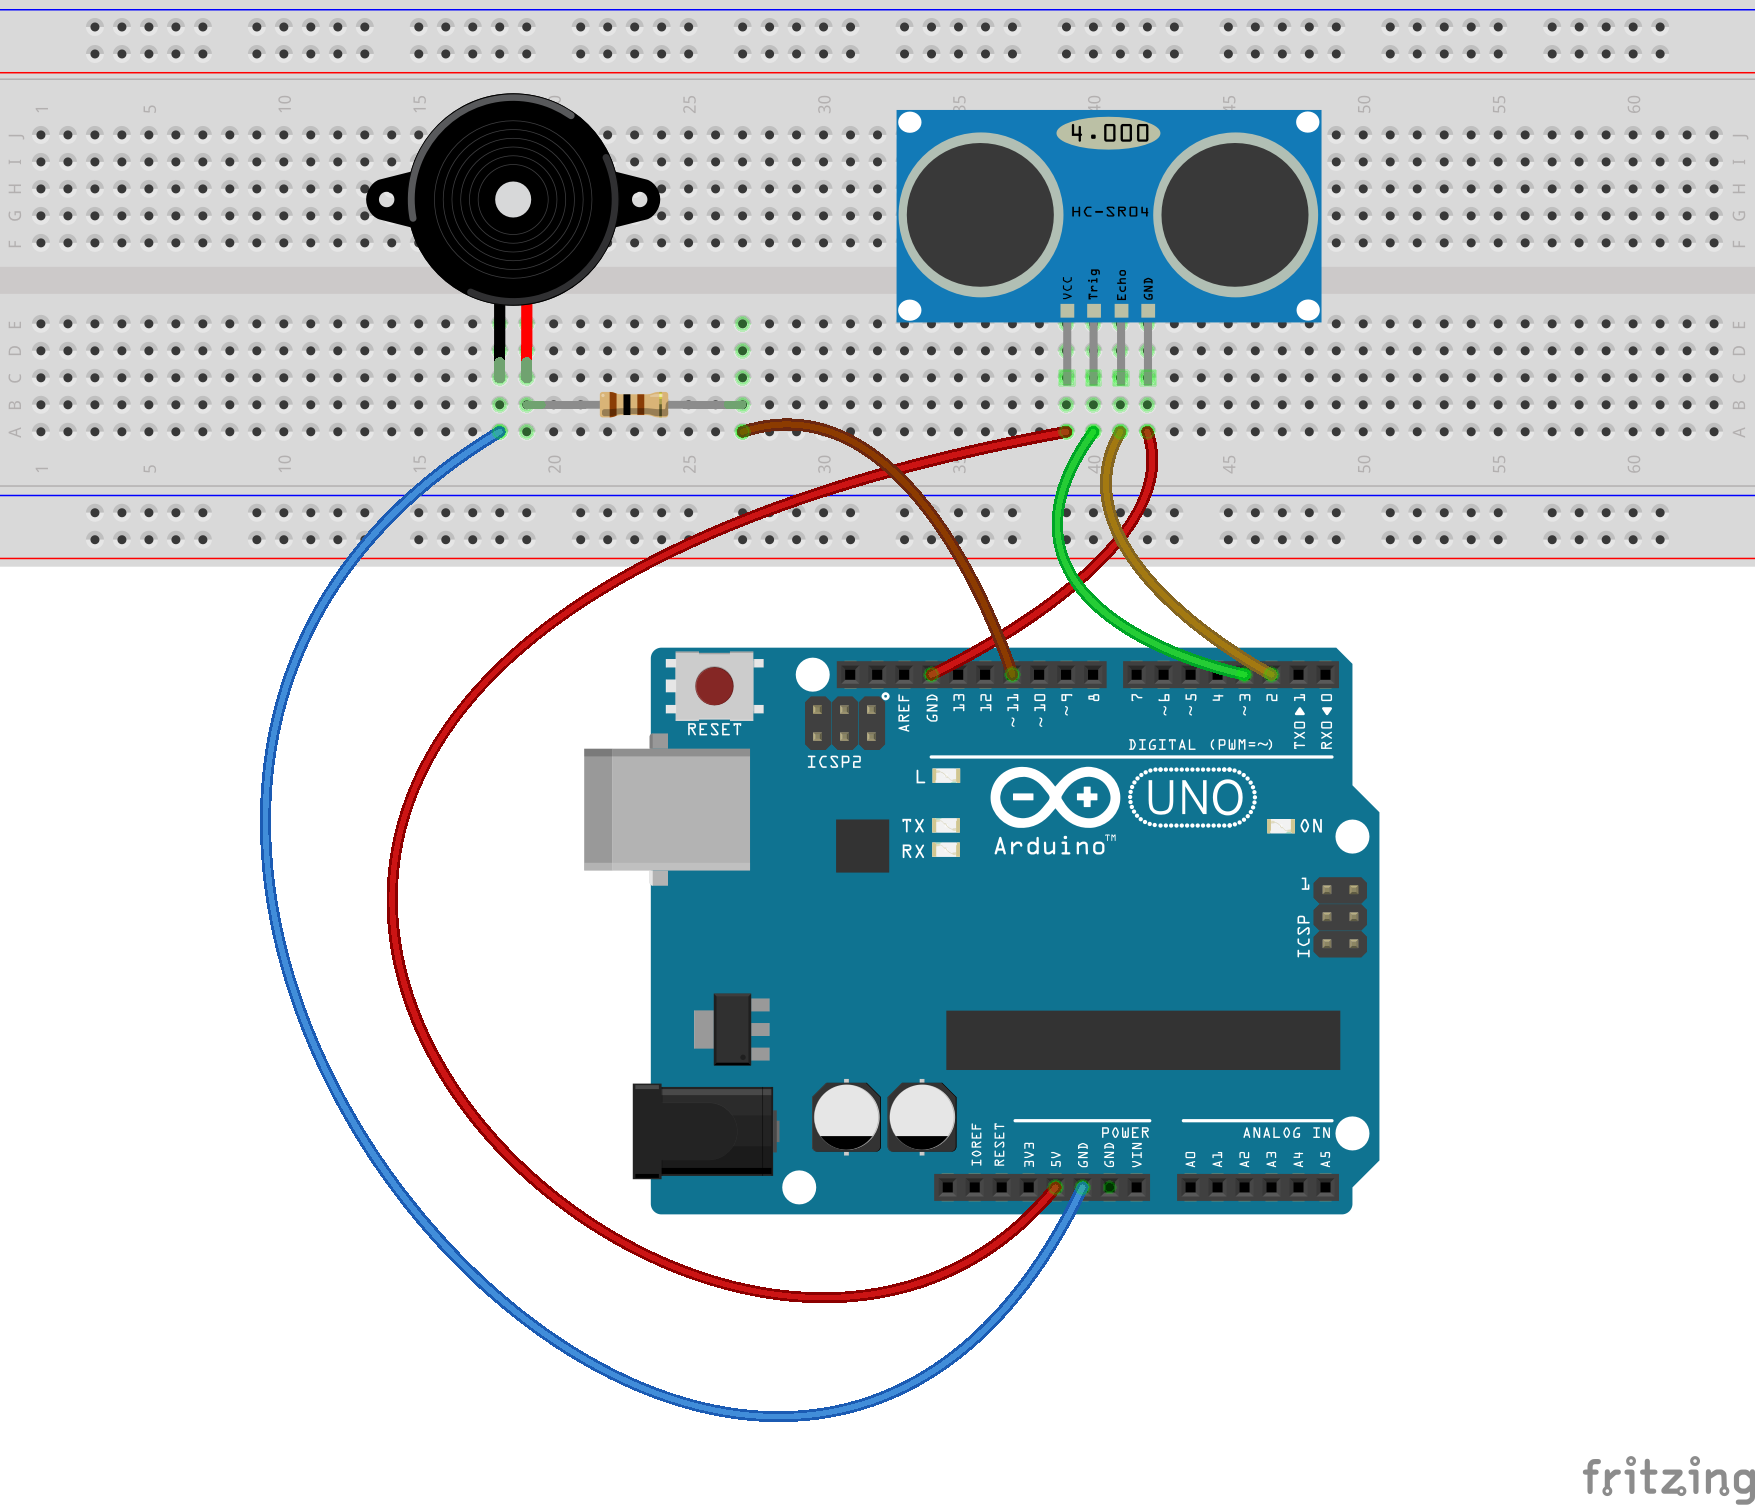 1 5 10 15 20 25 30 35 40 45 50 55 60
J J
I I
H H
G G
F F
4.000
HC-SR04
VCC Trig Echo GND
E E
D D
C C
B B
A A
1 5 10 15 20 25 30 35 40 45 50 55 60
RESET
ICSP2
AREF GND 13 12 ~11 ~10 ~9 8 7 ~6 ~5 4 ~3 2 TX0▶1 RX0◀0
DIGITAL (PWM=~)
L
TX
RX
UNO
Arduino™
ON
1
ICSP
POWER
ANALOG IN
IOREF RESET 3V3 5V GND GND VIN A0 A1 A2 A3 A4 A5
fritzing